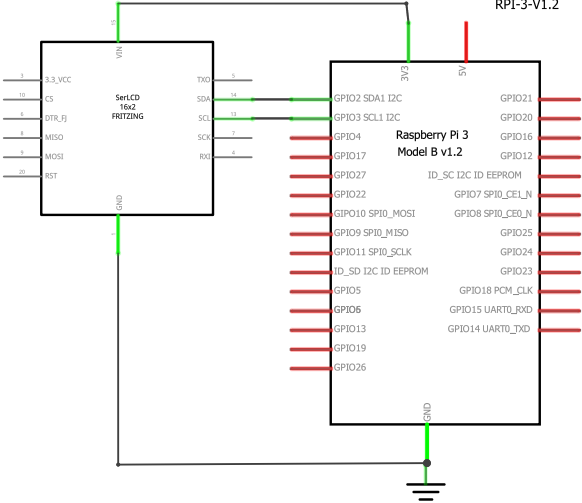 RPI-3-V1.2
15
VIN
3V3
5V
3
3.3_VCC
10
CS
6
DTR_FJ
8
MISO
9
MOSI
20
RST
SerLCD
16x2
FRITZING
TXO
5
SDA
14
SCL
13
SCK
7
RXI
4
GND
1
GPIO2 SDA1 I2C
GPIO3 SCL1 I2C
GPIO4
GPIO17
GPIO27
GPIO22
GIPO10 SPI0_MOSI
GPIO9 SPI0_MISO
GPIO11 SPI0_SCLK
ID_SD I2C ID EEPROM
GPIO5
GPIO6
GPIO13
GPIO19
GPIO26
Raspberry Pi 3
Model B v1.2
GPIO21
GPIO20
GPIO16
GPIO12
ID_SC I2C ID EEPROM
GPIO7 SPI0_CE1_N
GPIO8 SPI0_CE0_N
GPIO25
GPIO24
GPIO23
GPIO18 PCM_CLK
GPIO15 UART0_RXD
GPIO14 UART0_TXD
GND